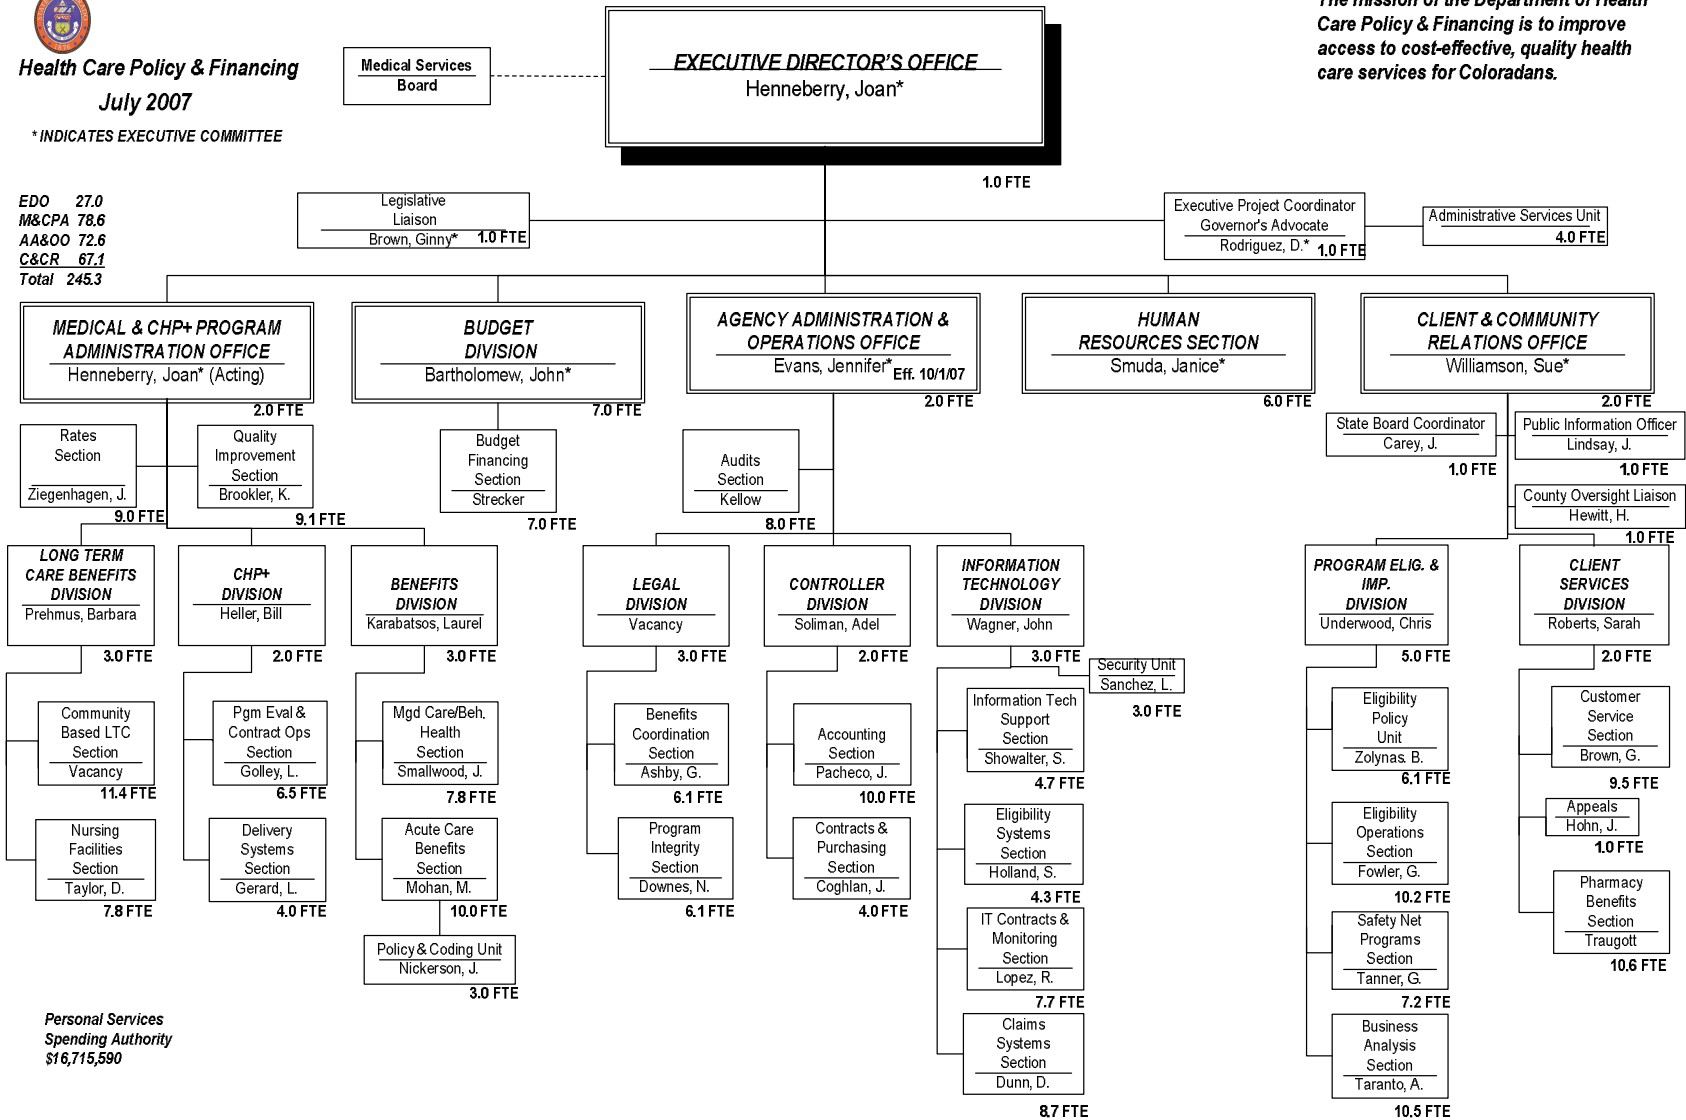 The mission of the Department of Health
Care Policy & Financing is to improve
access to cost-effective, quality health
care services for Coloradans.
Health Care Policy & Financing
July 2007
* INDICATES EXECUTIVE COMMITTEE
Medical Services
Board
EXECUTIVE DIRECTOR'S OFFICE
Henneberry, Joan*
1.0 FTE
EDO 27.0
M&CPA 78.6
AA&OO 72.6
C&CR 67.1
Total 245.3
Legislative
Liaison
Brown, Ginny* 1.0 FTE
Executive Project Coordinator
Governor's Advocate
Rodriguez, D.* 1.0 FTE
Administrative Services Unit
4.0 FTE
MEDICAL & CHP+ PROGRAM
ADMINISTRATION OFFICE
Henneberry, Joan* (Acting)
2.0 FTE
BUDGET
DIVISION
Bartholomew, John*
7.0 FTE
AGENCY ADMINISTRATION &
OPERATIONS OFFICE
Evans, Jennifer* Eff. 10/1/07
2.0 FTE
HUMAN
RESOURCES SECTION
Smuda, Janice*
6.0 FTE
CLIENT & COMMUNITY
RELATIONS OFFICE
Williamson, Sue*
2.0 FTE
Rates
Section
Ziegenhagen, J.
9.0 FTE
Quality
Improvement
Section
Brookler, K.
9.1 FTE
Budget
Financing
Section
Strecker
7.0 FTE
Audits
Section
Kellow
8.0 FTE
State Board Coordinator
Carey, J.
1.0 FTE
Public Information Officer
Lindsay, J.
1.0 FTE
County Oversight Liaison
Hewitt, H.
1.0 FTE
LONG TERM
CARE BENEFITS
DIVISION
Prehmus, Barbara
3.0 FTE
CHP+
DIVISION
Heller, Bill
2.0 FTE
BENEFITS
DIVISION
Karabatsos, Laurel
3.0 FTE
LEGAL
DIVISION
Vacancy
3.0 FTE
CONTROLLER
DIVISION
Soliman, Adel
2.0 FTE
INFORMATION
TECHNOLOGY
DIVISION
Wagner, John
3.0 FTE
Security Unit
Sanchez, L.
3.0 FTE
PROGRAM ELIG. &
IMP.
DIVISION
Underwood, Chris
5.0 FTE
CLIENT
SERVICES
DIVISION
Roberts, Sarah
2.0 FTE
Community
Based LTC
Section
Vacancy
11.4 FTE
Pgm Eval &
Contract Ops
Section
Golley, L.
6.5 FTE
Mgd Care/Beh.
Health
Section
Smallwood, J.
7.8 FTE
Benefits
Coordination
Section
Ashby, G.
6.1 FTE
Accounting
Section
Pacheco, J.
10.0 FTE
Information Tech
Support
Section
Showalter, S.
4.7 FTE
Eligibility
Policy
Unit
Zolynas. B.
6.1 FTE
Customer
Service
Section
Brown, G.
9.5 FTE
Appeals
Hohn, J.
1.0 FTE
Nursing
Facilities
Section
Taylor, D.
7.8 FTE
Delivery
Systems
Section
Gerard, L.
4.0 FTE
Acute Care
Benefits
Section
Mohan, M.
10.0 FTE
Program
Integrity
Section
Downes, N.
6.1 FTE
Contracts &
Purchasing
Section
Coghlan, J.
4.0 FTE
Eligibility
Systems
Section
Holland, S.
4.3 FTE
Eligibility
Operations
Section
Fowler, G.
10.2 FTE
Pharmacy
Benefits
Section
Traugott
10.6 FTE
Policy & Coding Unit
Nickerson, J.
3.0 FTE
IT Contracts &
Monitoring
Section
Lopez, R.
7.7 FTE
Safety Net
Programs
Section
Tanner, G.
7.2 FTE
Claims
Systems
Section
Dunn, D.
8.7 FTE
Business
Analysis
Section
Taranto, A.
10.5 FTE
Personal Services
Spending Authority
$16,715,590